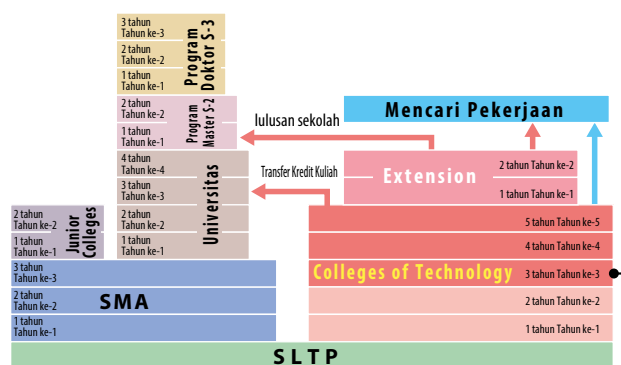 3 tahun
Tahun ke-3
2 tahun
Tahun ke-2
1 tahun
Tahun ke-1
Program
Doktor S-3
2 tahun
Tahun ke-2
1 tahun
Tahun ke-1
Program
Master S-2
lulusan sekolah
Mencari Pekerjaan
4 tahun
Tahun ke-4
3 tahun
Tahun ke-3
2 tahun
Tahun ke-2
1 tahun
Tahun ke-1
Universitas
Transfer Kredit Kuliah
Extension
2 tahun Tahun ke-2
1 tahun Tahun ke-1
2 tahun
Tahun ke-2
1 tahun
Tahun ke-1
Junior
Colleges
5 tahun Tahun ke-5
4 tahun Tahun ke-4
Colleges of Technology
3 tahun Tahun ke-3
2 tahun Tahun ke-2
1 tahun Tahun ke-1
3 tahun
Tahun ke-3
2 tahun
Tahun ke-2
1 tahun
Tahun ke-1
SMA
SLTP